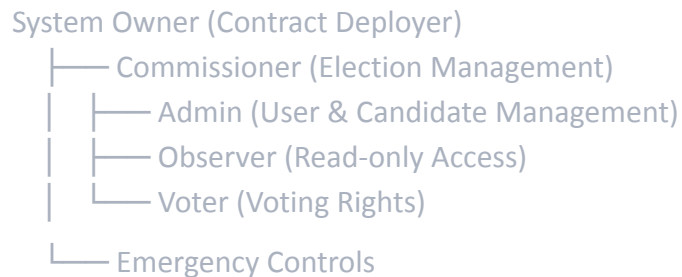 System Owner (Contract Deployer)
├── Commissioner (Election Management)
│ ├── Admin (User & Candidate Management)
│ ├── Observer (Read-only Access)
│ └── Voter (Voting Rights)
└── Emergency Controls